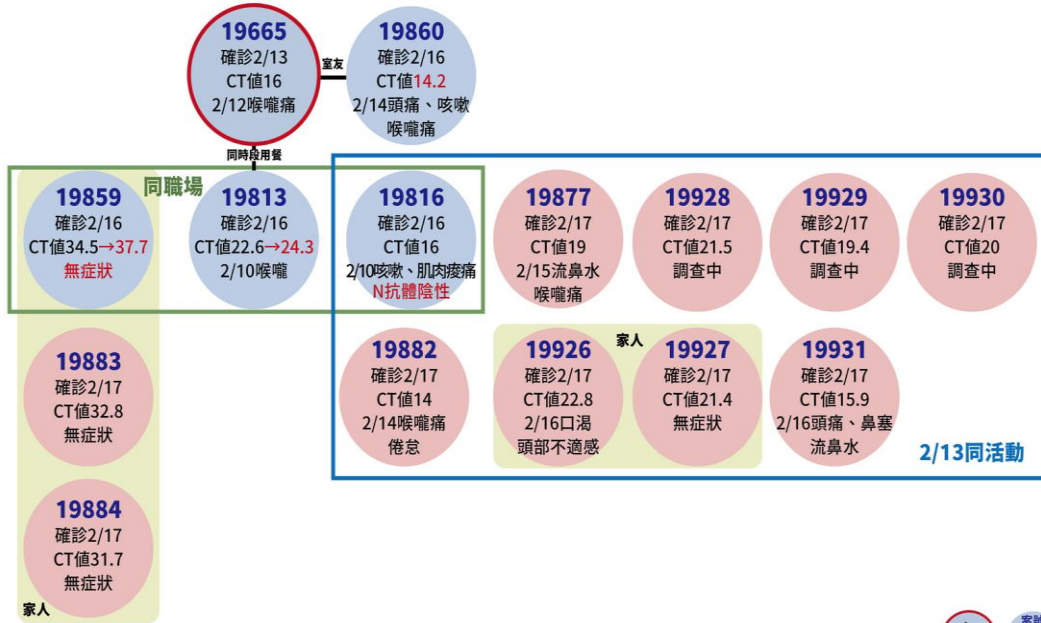 19665
確診2/13
CT值16
2/12喉嚨痛
室友
19860
確診2/16
CT值14.2
2/14頭痛、咳嗽
喉嚨痛
同時段用餐
同職場
19859
確診2/16
CT值34.5→37.7
無症狀
19813
確診2/16
CT值22.6→24.3
2/10喉嚨
19816
確診2/16
CT值16
2/10咳嗽、肌肉痠痛
N抗體陰性
19877
確診2/17
CT值19
2/15流鼻水
喉嚨痛
19928
確診2/17
CT值21.5
調查中
19929
確診2/17
CT值19.4
調查中
19930
確診2/17
CT值20
調查中
19883
確診2/17
CT值32.8
無症狀
19882
確診2/17
CT值14
2/14喉嚨痛
倦怠
家人
19926
確診2/17
CT值22.8
2/16口渴
頭部不適感
19927
確診2/17
CT值21.4
無症狀
19931
確診2/17
CT值15.9
2/16頭痛、鼻塞
流鼻水
2/13同活動
19884
確診2/17
CT值31.7
無症狀
家人